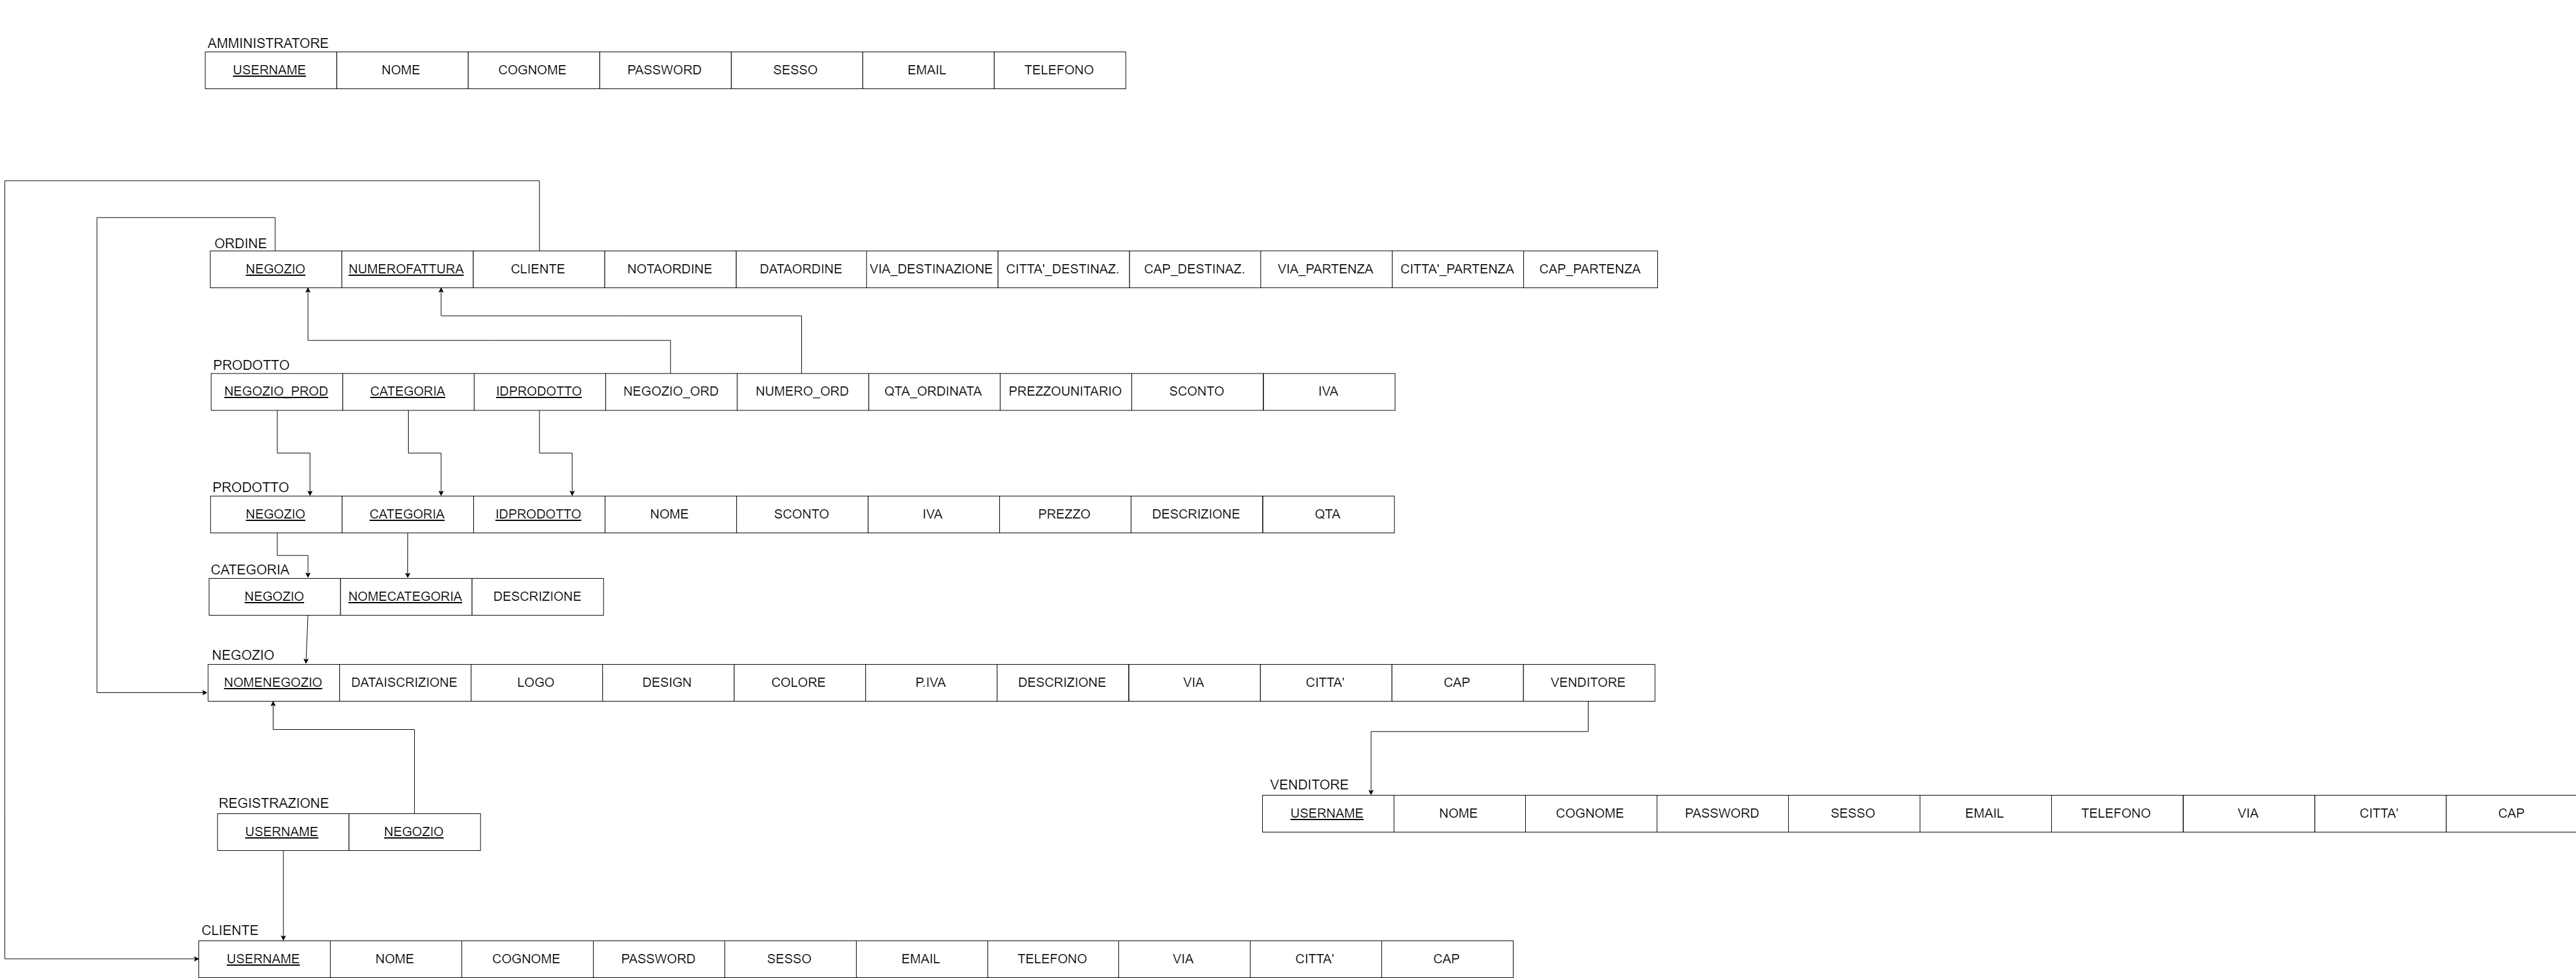 AMMINISTRATORE
USERNAME NOME COGNOME PASSWORD SESSO EMAIL TELEFONO
ORDINE
NEGOZIO NUMEROFATTURA CLIENTE NOTAORDINE DATAORDINE VIA_DESTINAZIONE CITTA'_DESTINAZ. CAP_DESTINAZ. VIA_PARTENZA CITTA'_PARTENZA CAP_PARTENZA
PRODOTTO
NEGOZIO_PROD CATEGORIA IDPRODOTTO NEGOZIO_ORD NUMERO_ORD QTA_ORDINATA PREZZOUNITARIO SCONTO IVA
PRODOTTO
NEGOZIO CATEGORIA IDPRODOTTO NOME SCONTO IVA PREZZO DESCRIZIONE QTA
CATEGORIA
NEGOZIO NOMECATEGORIA DESCRIZIONE
NEGOZIO
NOMENEGOZIO DATAISCRIZIONE LOGO DESIGN COLORE P.IVA DESCRIZIONE VIA CITTA' CAP VENDITORE
VENDITORE
USERNAME NOME COGNOME PASSWORD SESSO EMAIL TELEFONO VIA CITTA' CAP
REGISTRAZIONE
USERNAME NEGOZIO
CLIENTE
USERNAME NOME COGNOME PASSWORD SESSO EMAIL TELEFONO VIA CITTA' CAP